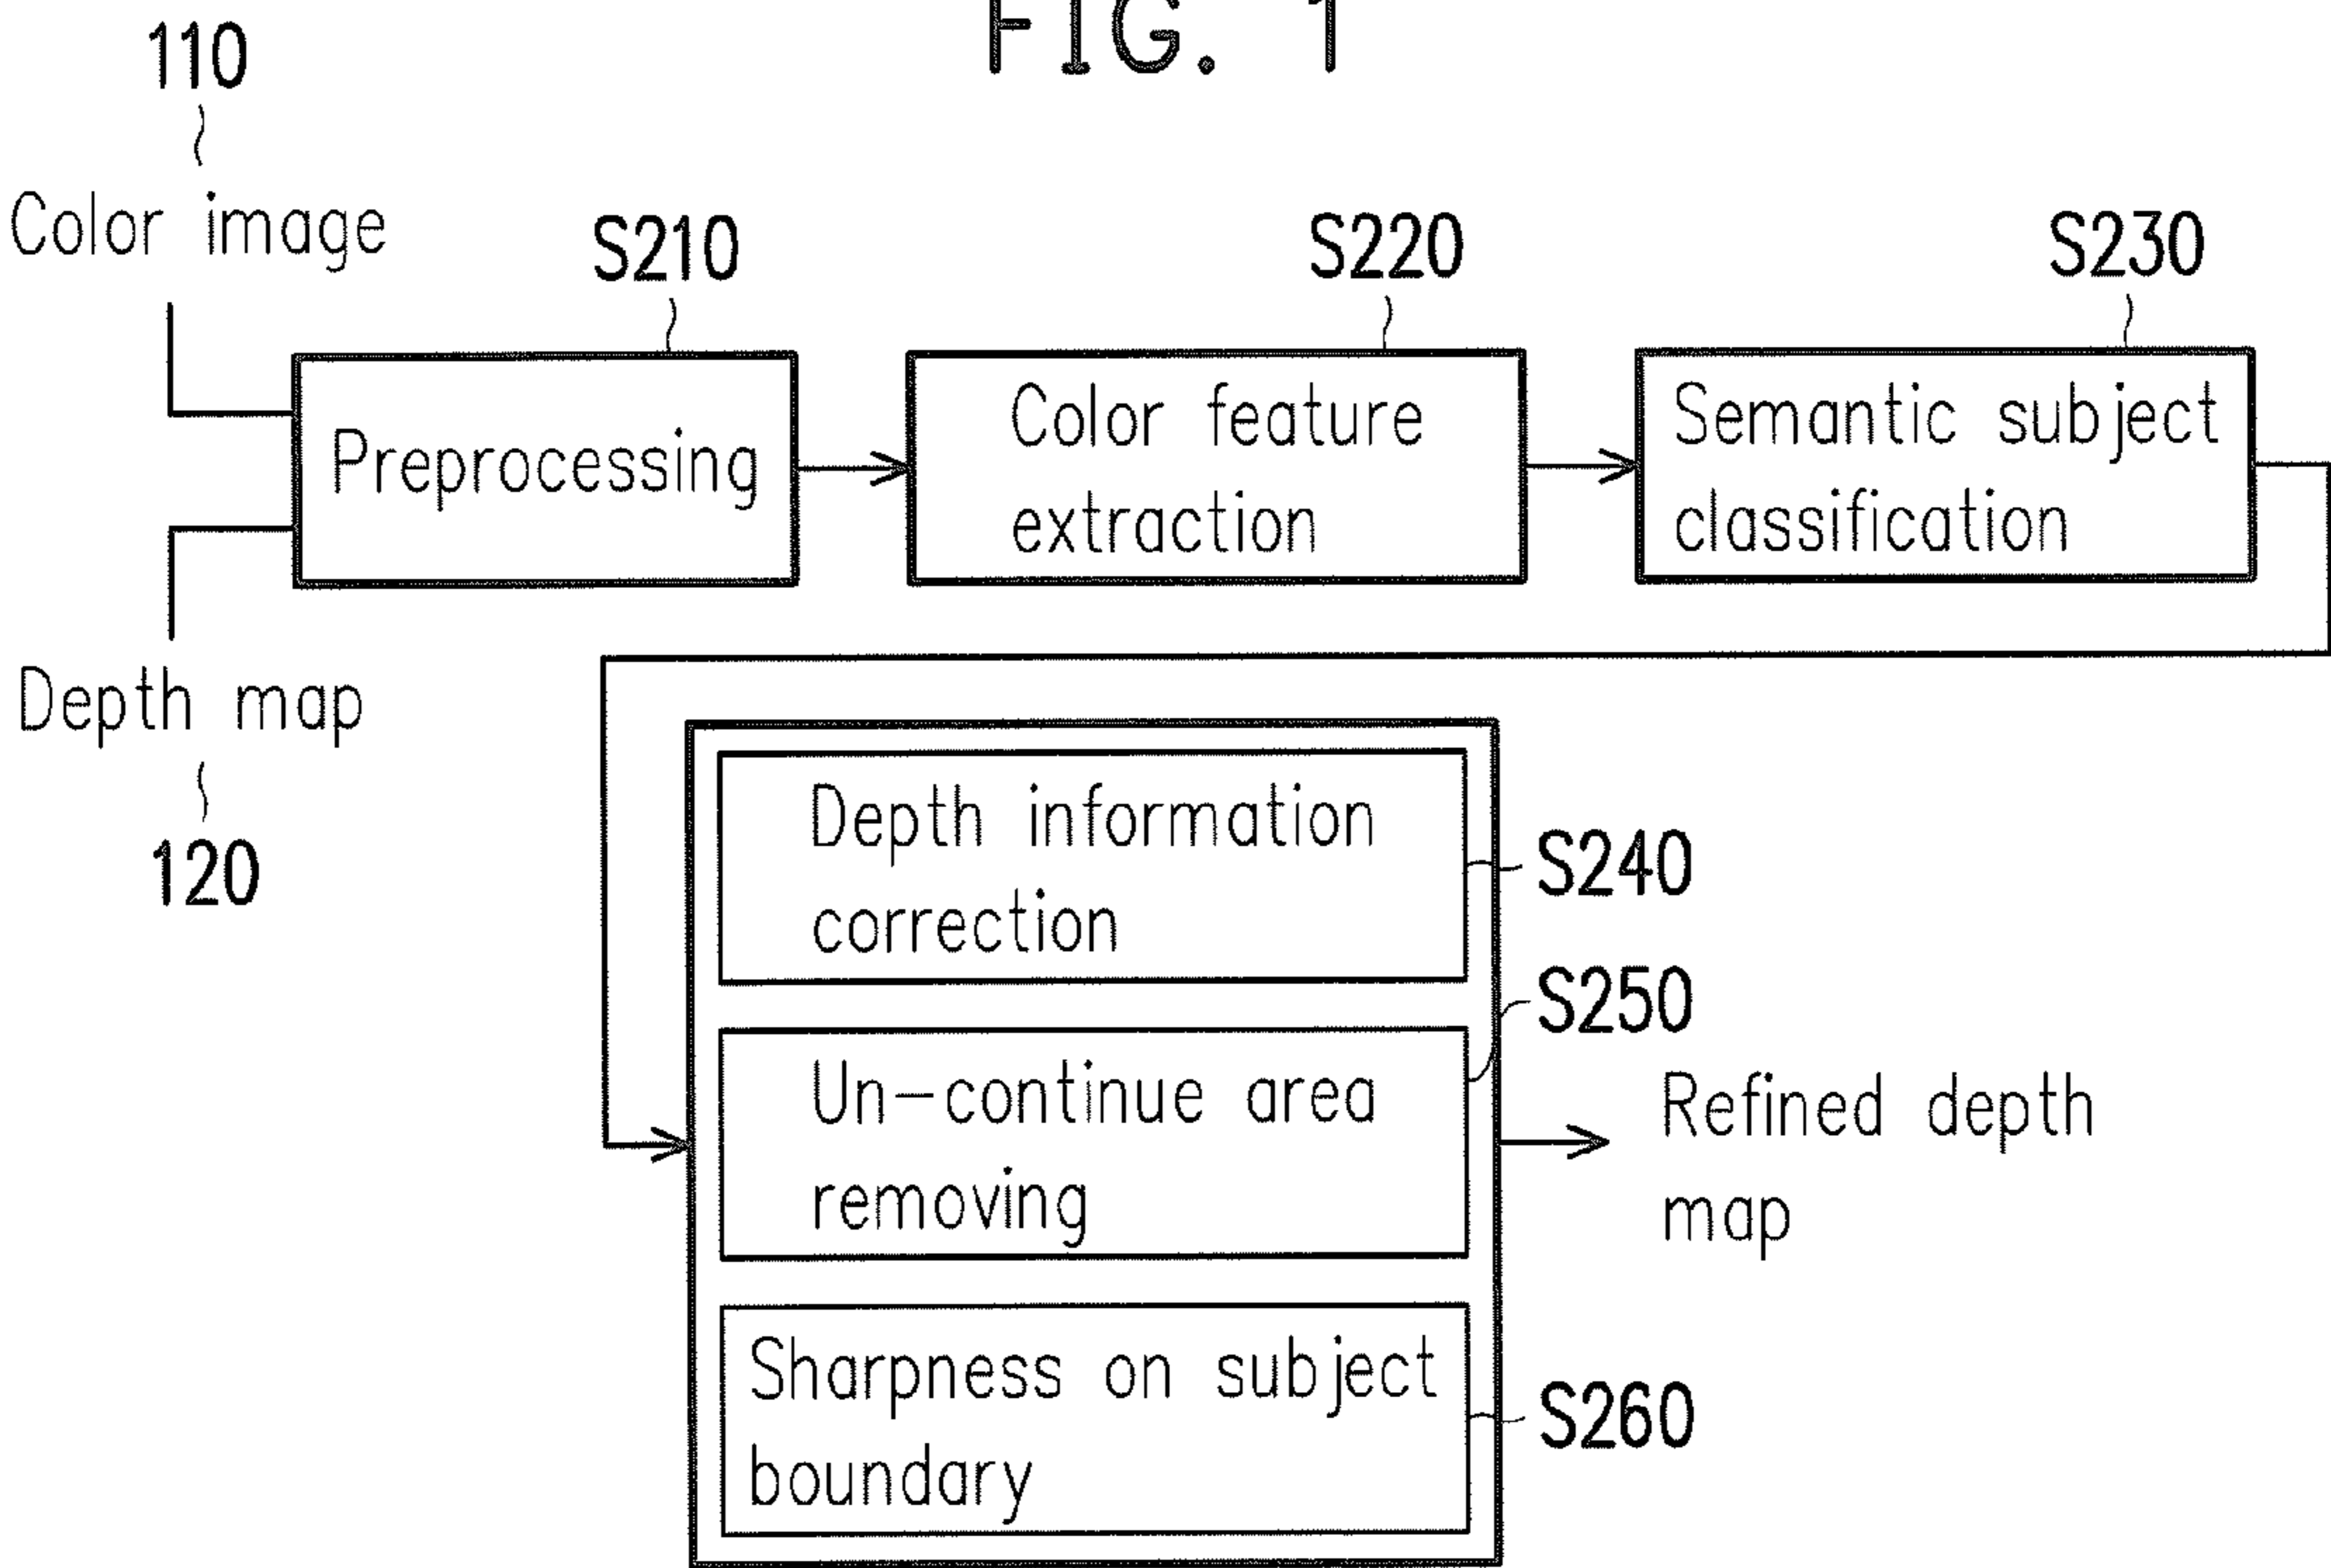 FIG. 1
110
Color image
S210
S220
S230
Preprocessing
Color feature
extraction
Semantic subject
classification
Depth map
120
Depth information
correction
S240
S250
Un-continue area
removing
Refined depth
map
Sharpness on subject
boundary
S260